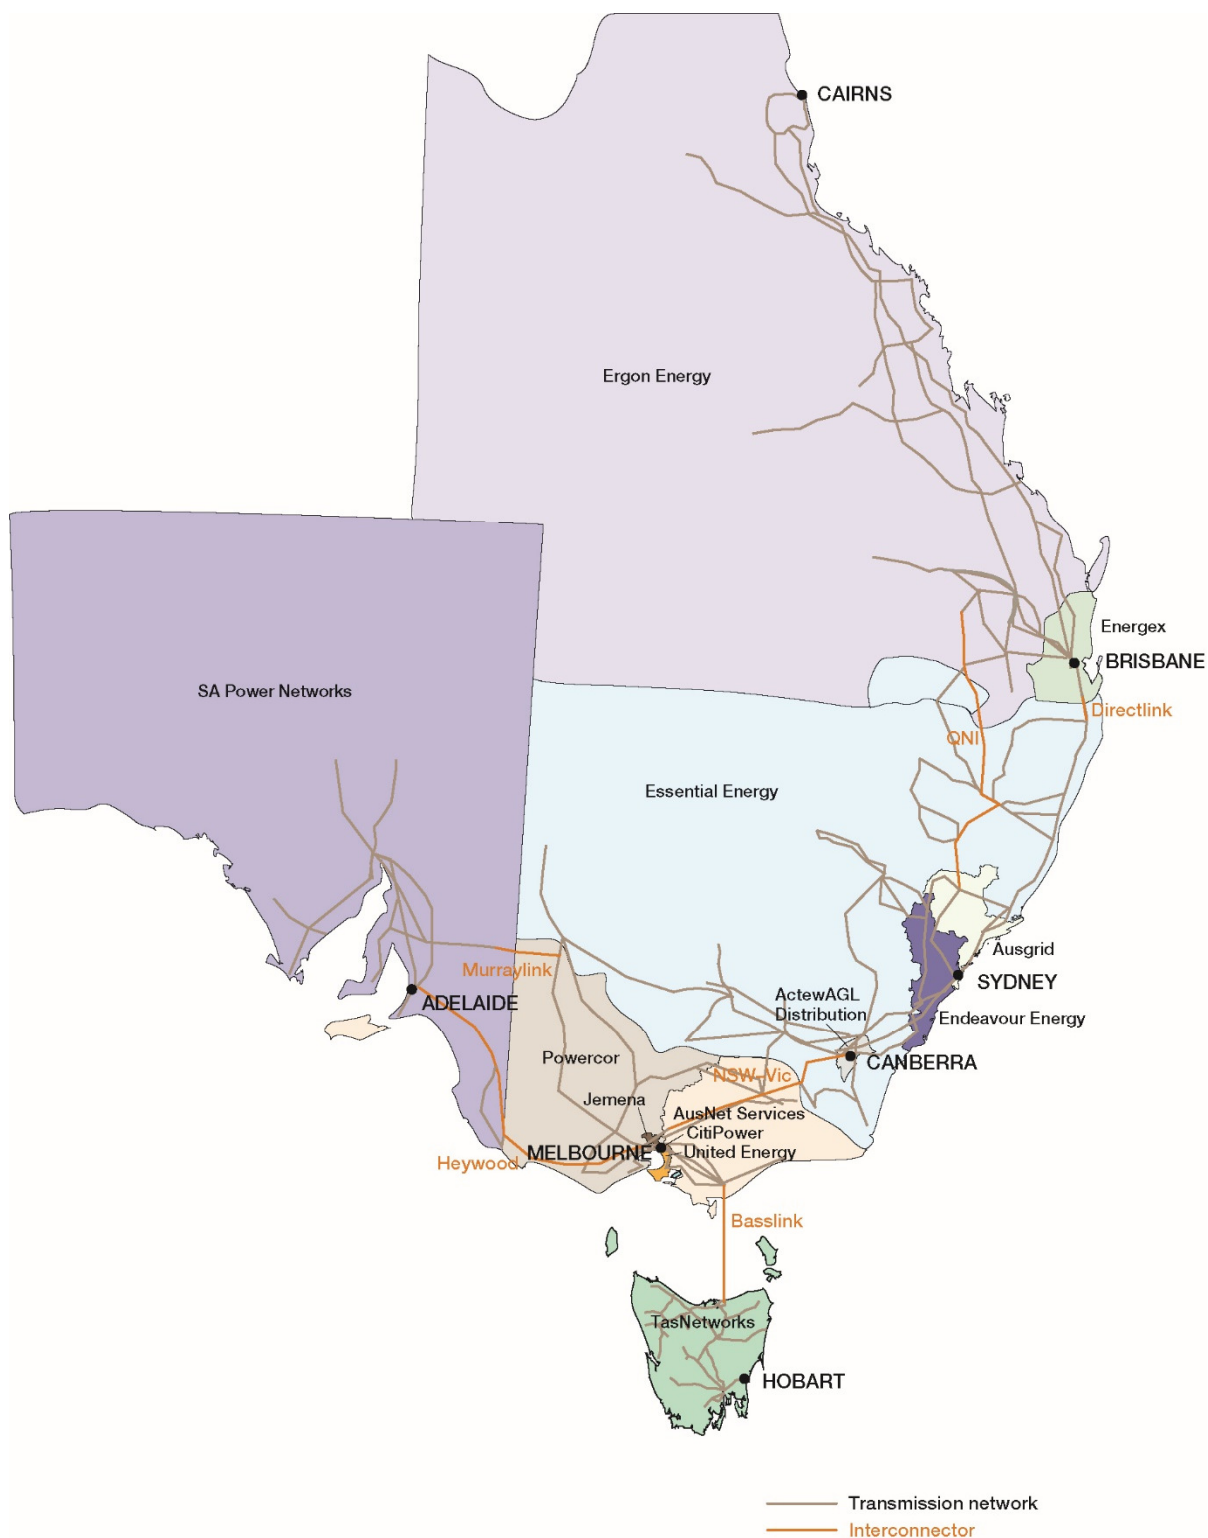 CAIRNS
Ergon Energy
Energex
BRISBANE
SA Power Networks
Directlink
QNI
Essential Energy
Ausgrid
Murraylink
ActewAGL
Distribution
SYDNEY
ADELAIDE
Endeavour Energy
Powercor
CANBERRA
NSW-Vic
Jemena
AusNet Services
CitiPower
MELBOURNE
United Energy
Heywood
Basslink
TasNetworks
HOBART
Transmission network
Interconnector